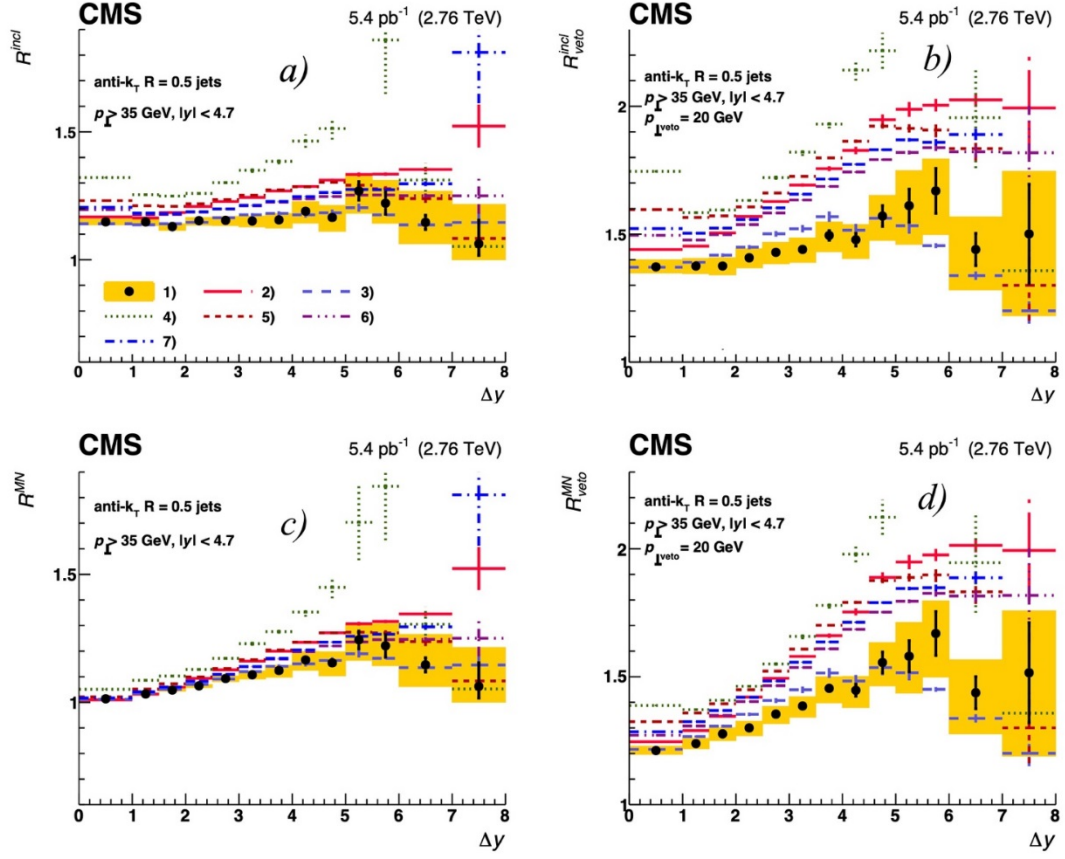 CMS 5.4 pb⁻¹ (2.76 TeV)
R^incl
a)
anti-k_T R = 0.5 jets
p_⊥ > 35 GeV, |y| < 4.7
1.5
1
1) 2) 3)
4) 5) 6)
7)
0 1 2 3 4 5 6 7 8
Δy
CMS 5.4 pb⁻¹ (2.76 TeV)
R^incl_veto
b)
anti-k_T R = 0.5 jets
p_⊥ > 35 GeV, |y| < 4.7
p_⊥veto = 20 GeV
2
1.5
1
0 1 2 3 4 5 6 7 8
Δy
CMS 5.4 pb⁻¹ (2.76 TeV)
R^MN
c)
anti-k_T R = 0.5 jets
p_⊥ > 35 GeV, |y| < 4.7
1.5
1
0 1 2 3 4 5 6 7 8
Δy
CMS 5.4 pb⁻¹ (2.76 TeV)
R^MN_veto
d)
anti-k_T R = 0.5 jets
p_⊥ > 35 GeV, |y| < 4.7
p_⊥veto = 20 GeV
2
1.5
1
0 1 2 3 4 5 6 7 8
Δy